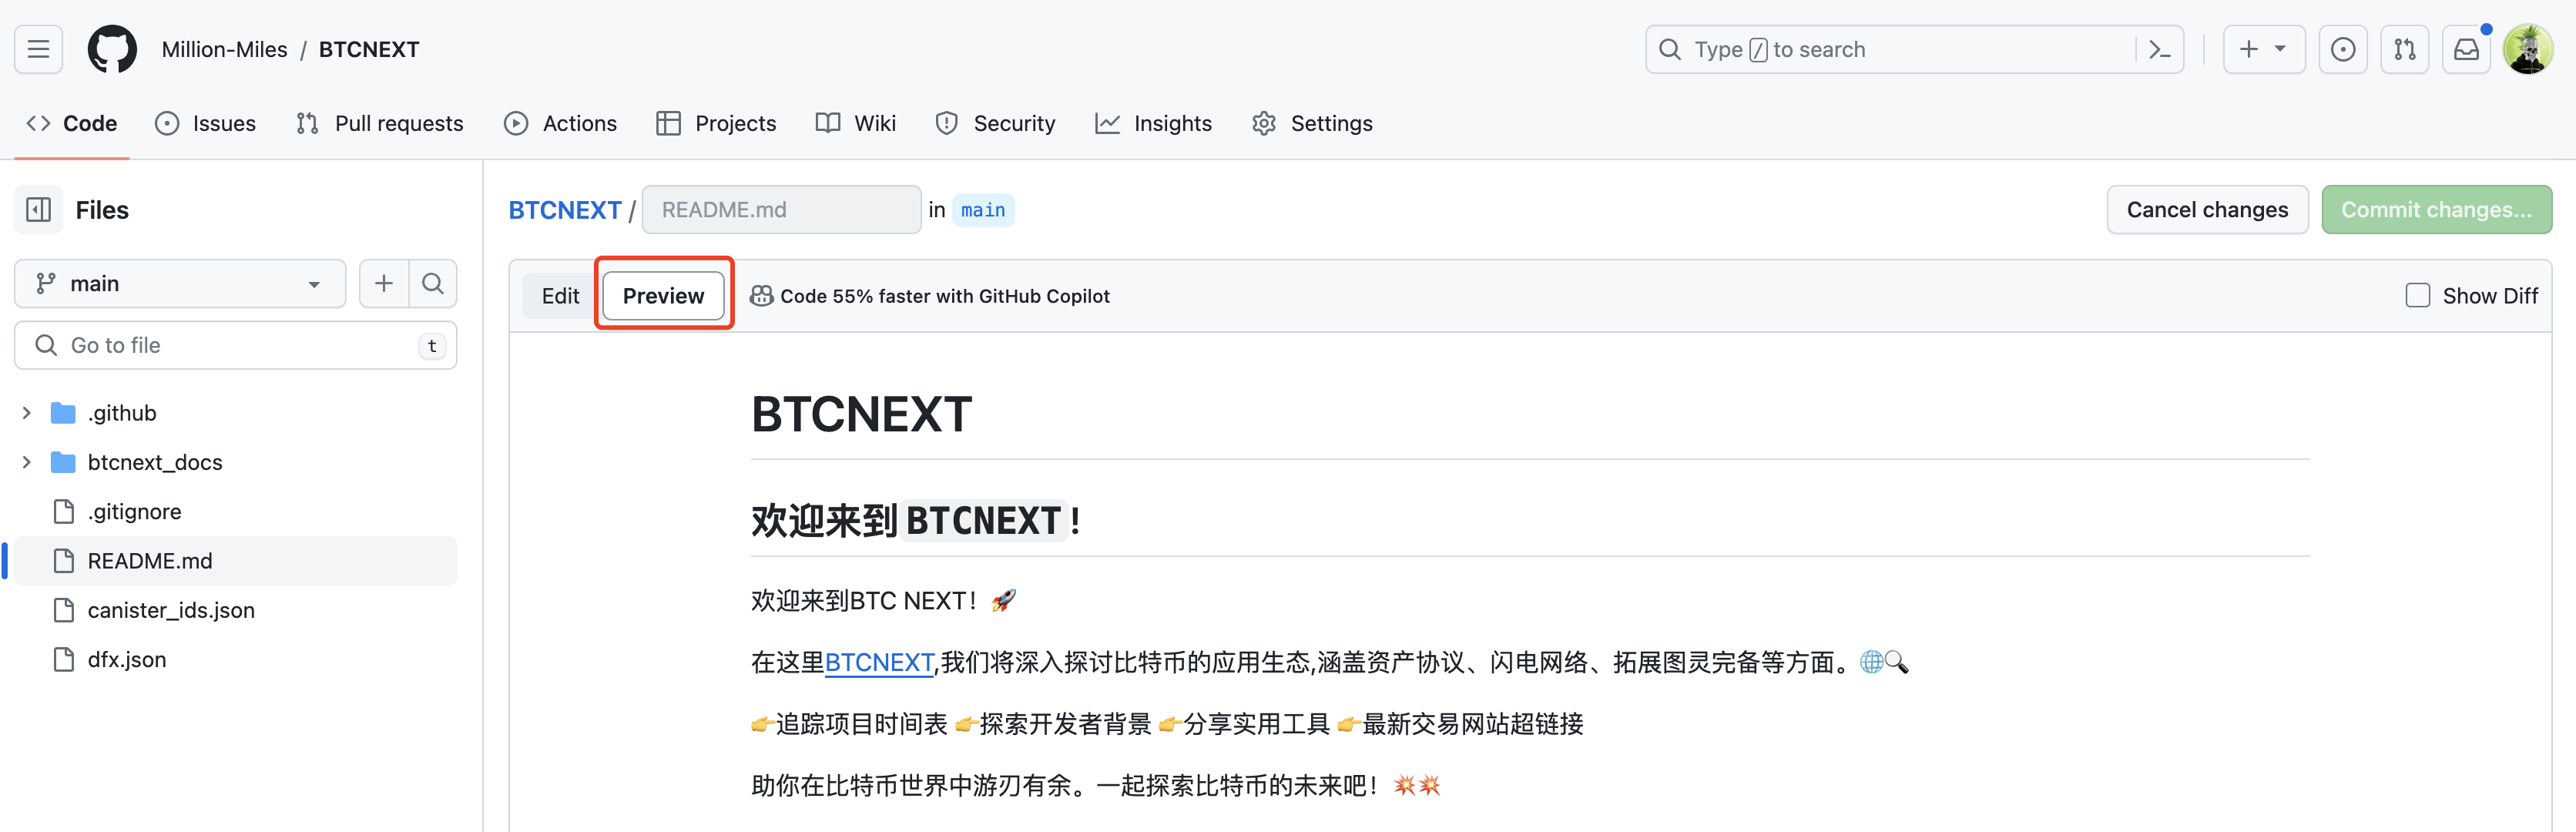 Million-Miles / BTCNEXT
Type / to search
Code Issues Pull requests Actions Projects Wiki Security Insights Settings
Files
BTCNEXT / README.md in main
Cancel changes Commit changes...
main
Edit Preview Code 55% faster with GitHub Copilot Show Diff
Go to file t
.github
btcnext_docs
.gitignore
README.md
canister_ids.json
dfx.json
BTCNEXT
欢迎来到BTCNEXT!
欢迎来到BTC NEXT！🚀
在这里BTCNEXT,我们将深入探讨比特币的应用生态,涵盖资产协议、闪电网络、拓展图灵完备等方面。🌐🔍
👉追踪项目时间表 👉探索开发者背景 👉分享实用工具 👉最新交易网站超链接
助你在比特币世界中游刃有余。一起探索比特币的未来吧！💥💥